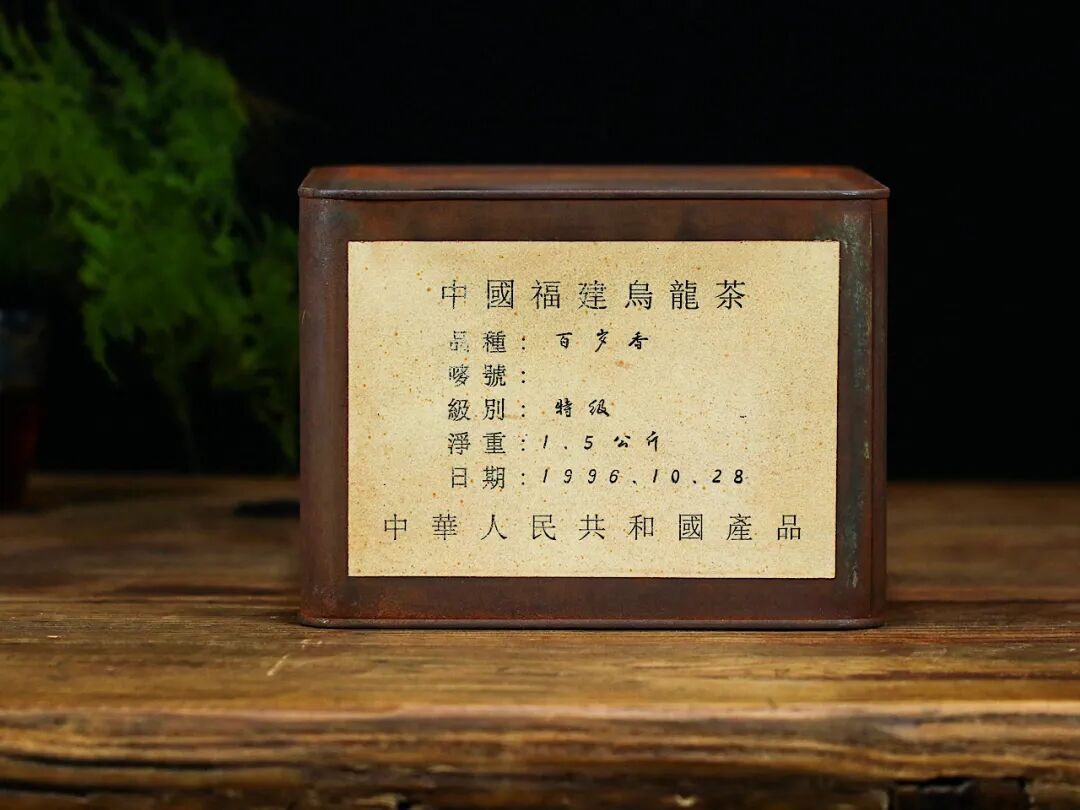 中國福建烏龍茶
品種：百岁香
嘜號：
級別：特级
淨重：1.5公斤
日期：1996.10.28
中華人民共和國產品